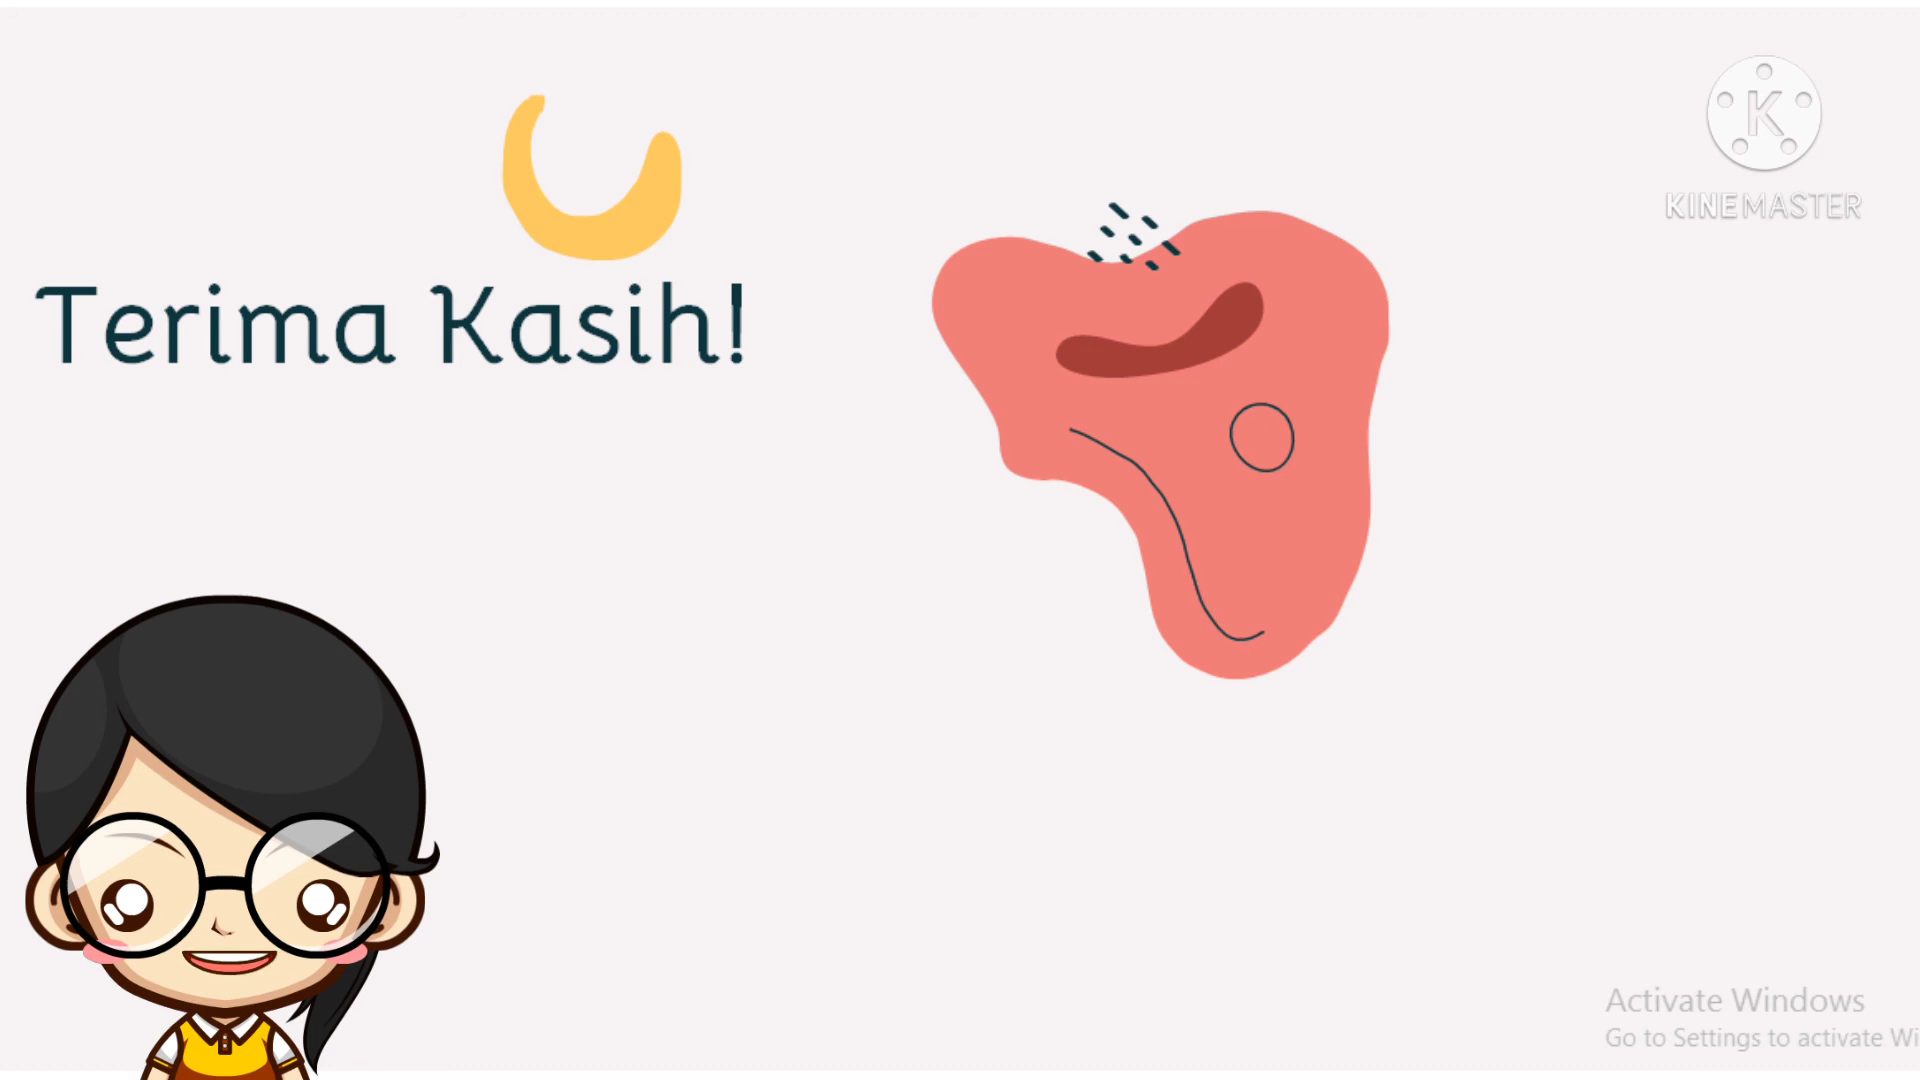 Terima Kasih!
K
KINEMASTER
Activate Windows
Go to Settings to activate Wi